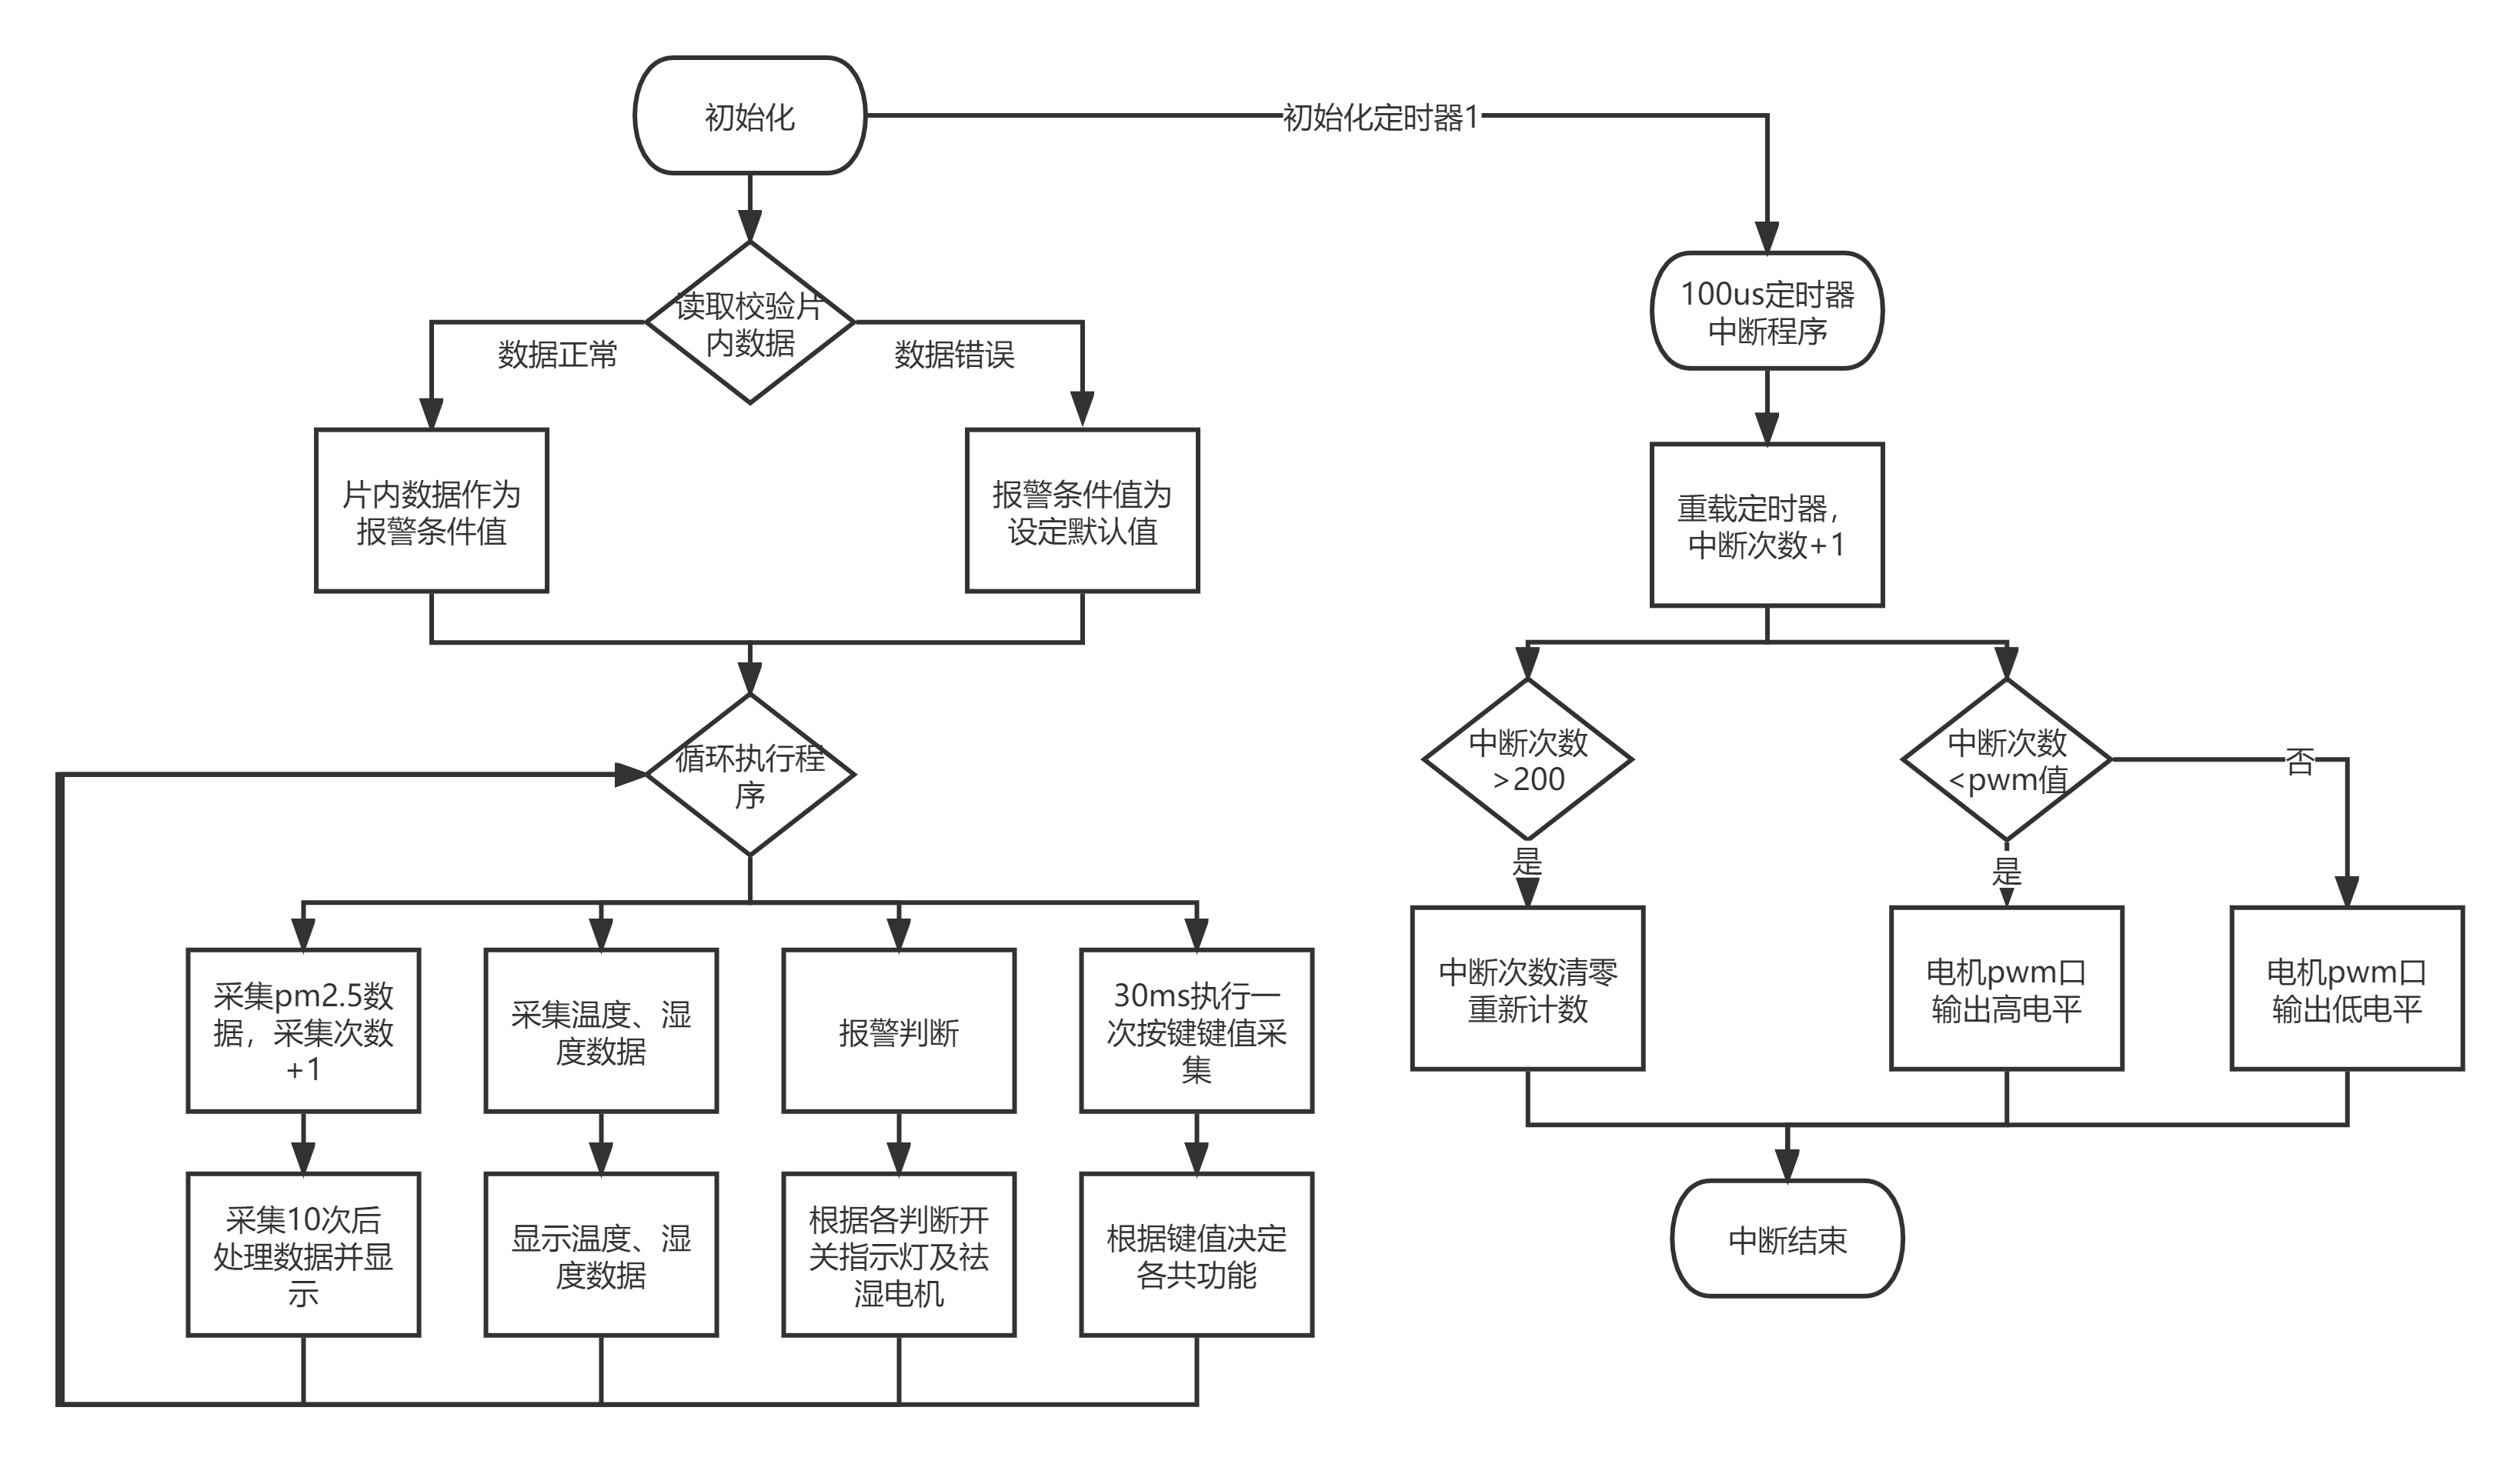 初始化
初始化定时器1
读取校验片
内数据
数据正常
数据错误
片内数据作为
报警条件值
报警条件值为
设定默认值
循环执行程
序
采集pm2.5数
据，采集次数
+1
采集温度、湿
度数据
报警判断
30ms执行一
次按键键值采
集
采集10次后
处理数据并显
示
显示温度、湿
度数据
根据各判断开
关指示灯及祛
湿电机
根据键值决定
各共功能
100us定时器
中断程序
重载定时器，
中断次数+1
中断次数
>200
中断次数
<pwm值
否
是
是
中断次数清零
重新计数
电机pwm口
输出高电平
电机pwm口
输出低电平
中断结束